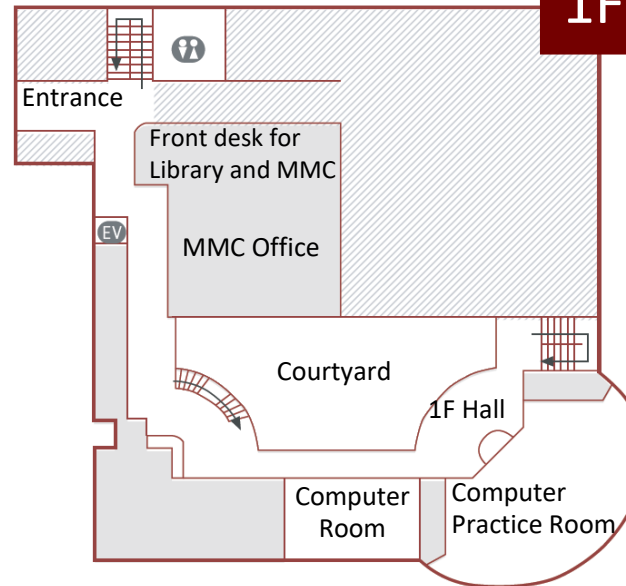 1F
Entrance
Front desk for
Library and MMC
EV
MMC Office
Courtyard
1F Hall
Computer
Room
Computer
Practice Room